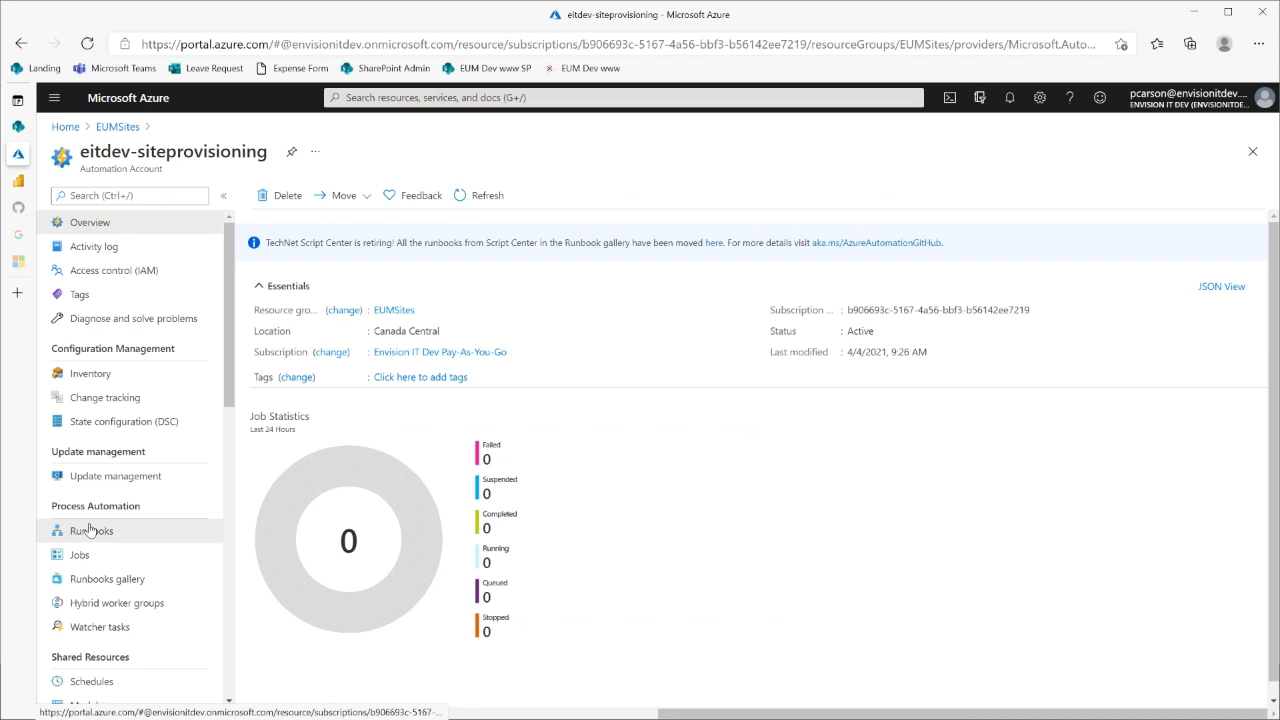 eitdev-siteprovisioning - Microsoft Azure
https://portal.azure.com/#@envisionitdev.onmicrosoft.com/resource/subscriptions/b906693c-5167-4a56-bbf3-b56142ee7219/resourceGroups/EUMSites/providers/Microsoft.Auto...
Landing Microsoft Teams Leave Request Expense Form SharePoint Admin EUM Dev www SP EUM Dev www
Microsoft Azure
Search resources, services, and docs (G+/)
pcarson@envisionitdev....
ENVISION IT DEV (ENVISIONITDE...
Home > EUMSites >
eitdev-siteprovisioning
Automation Account
Search (Ctrl+/)
«
Delete Move Feedback Refresh
Overview
Activity log
Access control (IAM)
Tags
Diagnose and solve problems
Configuration Management
Inventory
Change tracking
State configuration (DSC)
Update management
Update management
Process Automation
Runbooks
Jobs
Runbooks gallery
Hybrid worker groups
Watcher tasks
Shared Resources
Schedules
TechNet Script Center is retiring! All the runbooks from Script Center in the Runbook gallery have been moved here. For more details visit aka.ms/AzureAutomationGitHub.
Essentials
JSON View
Resource gro... (change) : EUMSites
Location : Canada Central
Subscription (change) : Envision IT Dev Pay-As-You-Go
Tags (change) : Click here to add tags
Subscription ... : b906693c-5167-4a56-bbf3-b56142ee7219
Status : Active
Last modified : 4/4/2021, 9:26 AM
Job Statistics
Last 24 Hours
0
Failed
0
Suspended
0
Completed
0
Running
0
Queued
0
Stopped
0
https://portal.azure.com/#@envisionitdev.onmicrosoft.com/resource/subscriptions/b906693c-5167-...